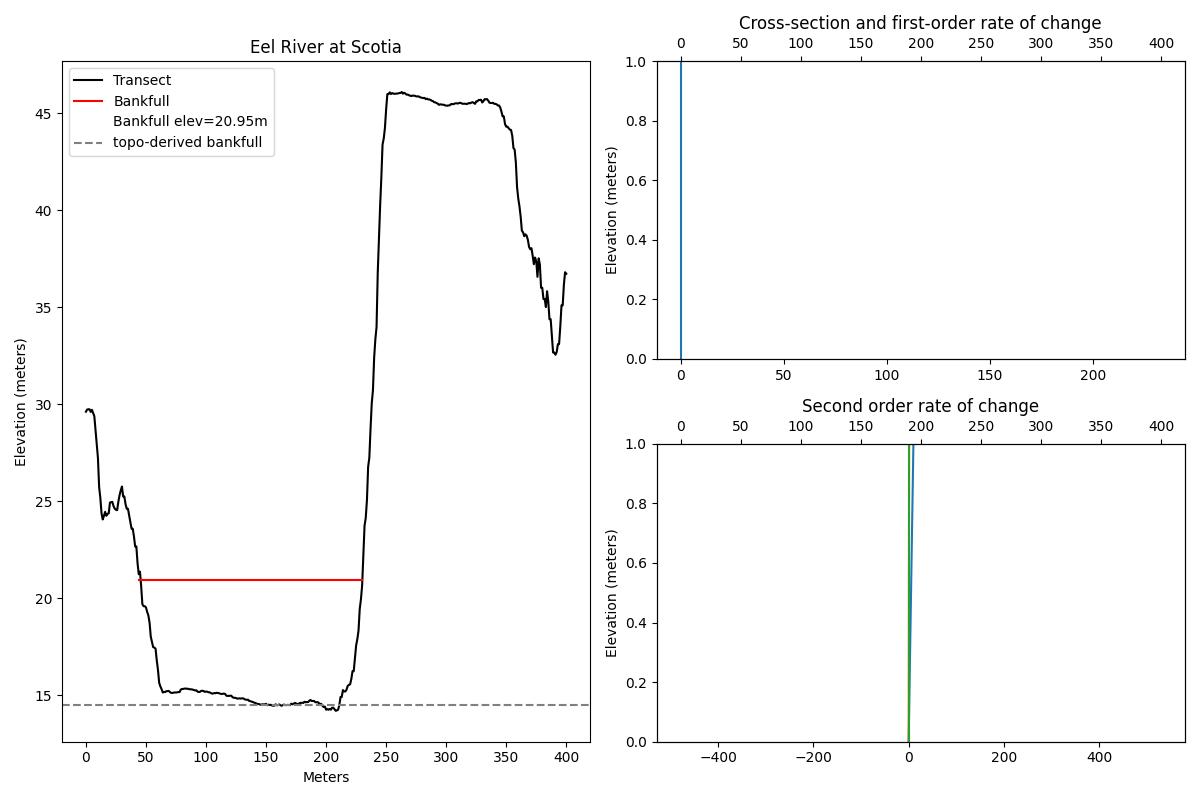 Eel River at Scotia
Transect
Bankfull
Bankfull elev=20.95m
topo-derived bankfull
Elevation (meters)
45
40
35
30
25
20
15
0 50 100 150 200 250 300 350 400
Meters
Cross-section and first-order rate of change
0 50 100 150 200 250 300 350 400
Elevation (meters)
1.0
0.8
0.6
0.4
0.2
0.0
0 50 100 150 200
Second order rate of change
0 50 100 150 200 250 300 350 400
Elevation (meters)
1.0
0.8
0.6
0.4
0.2
0.0
−400 −200 0 200 400